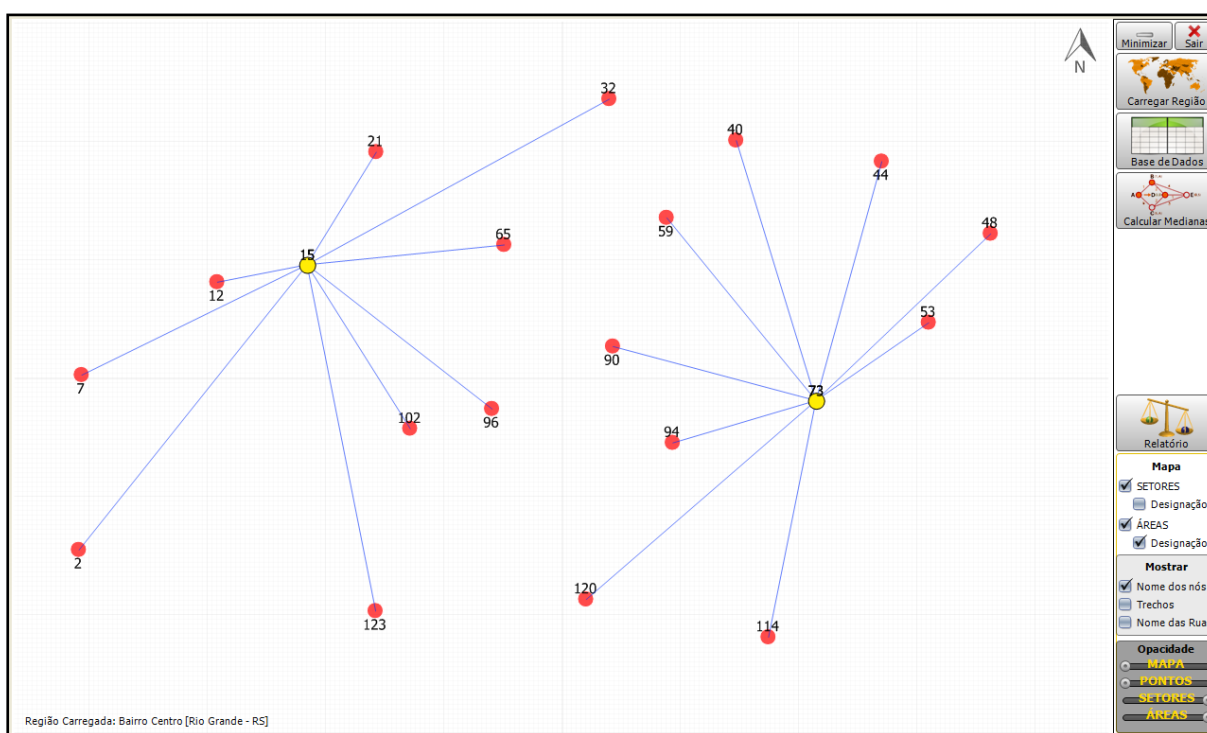 32
21
40
44
65
59
48
15
12
53
90
7
73
102
96
94
2
120
123
114
N
Região Carregada: Bairro Centro [Rio Grande - RS]
Minimizar
Sair
Carregar Região
Base de Dados
Calcular Medianas
Relatório
Mapa
SETORES
Designação
ÁREAS
Designação
Mostrar
Nome dos nós
Trechos
Nome das Rua
Opacidade
MAPA
PONTOS
SETORES
ÁREAS